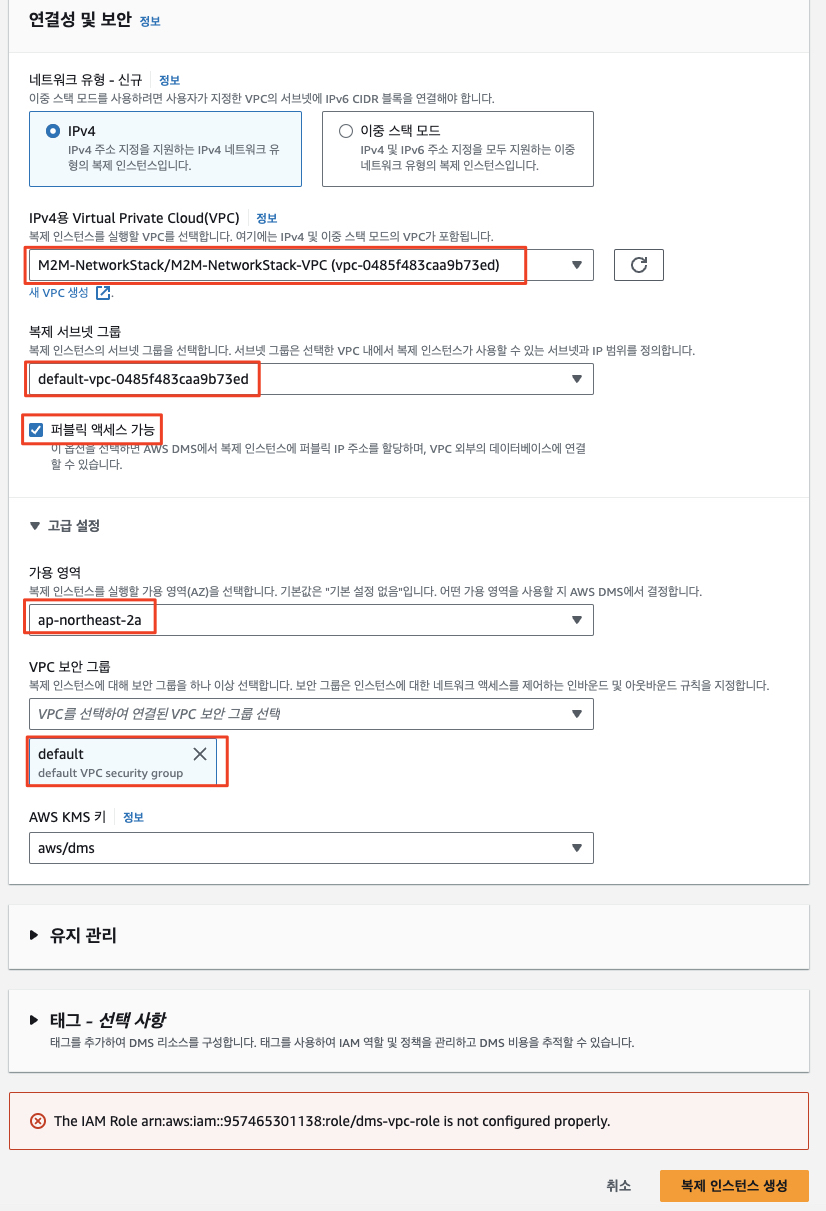 연결성 및 보안 정보
네트워크 유형 - 신규 정보
이중 스택 모드를 사용하려면 사용자가 지정한 VPC의 서브넷에 IPv6 CIDR 블록을 연결해야 합니다.
IPv4
IPv4 주소 지정을 지원하는 IPv4 네트워크 유
형의 복제 인스턴스입니다.
이중 스택 모드
IPv4 및 IPv6 주소 지정을 모두 지원하는 이중
네트워크 유형의 복제 인스턴스입니다.
IPv4용 Virtual Private Cloud(VPC) 정보
복제 인스턴스를 실행할 VPC를 선택합니다. 여기에는 IPv4 및 이중 스택 모드의 VPC가 포함됩니다.
M2M-NetworkStack/M2M-NetworkStack-VPC (vpc-0485f483caa9b73ed)
새 VPC 생성 .
복제 서브넷 그룹
복제 인스턴스의 서브넷 그룹을 선택합니다. 서브넷 그룹은 선택한 VPC 내에서 복제 인스턴스가 사용할 수 있는 서브넷과 IP 범위를 정의합니다.
default-vpc-0485f483caa9b73ed
퍼블릭 액세스 가능
이 옵션을 선택하면 AWS DMS에서 복제 인스턴스에 퍼블릭 IP 주소를 할당하며, VPC 외부의 데이터베이스에 연결
할 수 있습니다.
고급 설정
가용 영역
복제 인스턴스를 실행할 가용 영역(AZ)을 선택합니다. 기본값은 "기본 설정 없음"입니다. 어떤 가용 영역을 사용할 지 AWS DMS에서 결정합니다.
ap-northeast-2a
VPC 보안 그룹
복제 인스턴스에 대해 보안 그룹을 하나 이상 선택합니다. 보안 그룹은 인스턴스에 대한 네트워크 액세스를 제어하는 인바운드 및 아웃바운드 규칙을 지정합니다.
VPC를 선택하여 연결된 VPC 보안 그룹 선택
default
default VPC security group
AWS KMS 키 정보
aws/dms
유지 관리
태그 - 선택 사항
태그를 추가하여 DMS 리소스를 구성합니다. 태그를 사용하여 IAM 역할 및 정책을 관리하고 DMS 비용을 추적할 수 있습니다.
The IAM Role arn:aws:iam::957465301138:role/dms-vpc-role is not configured properly.
취소
복제 인스턴스 생성